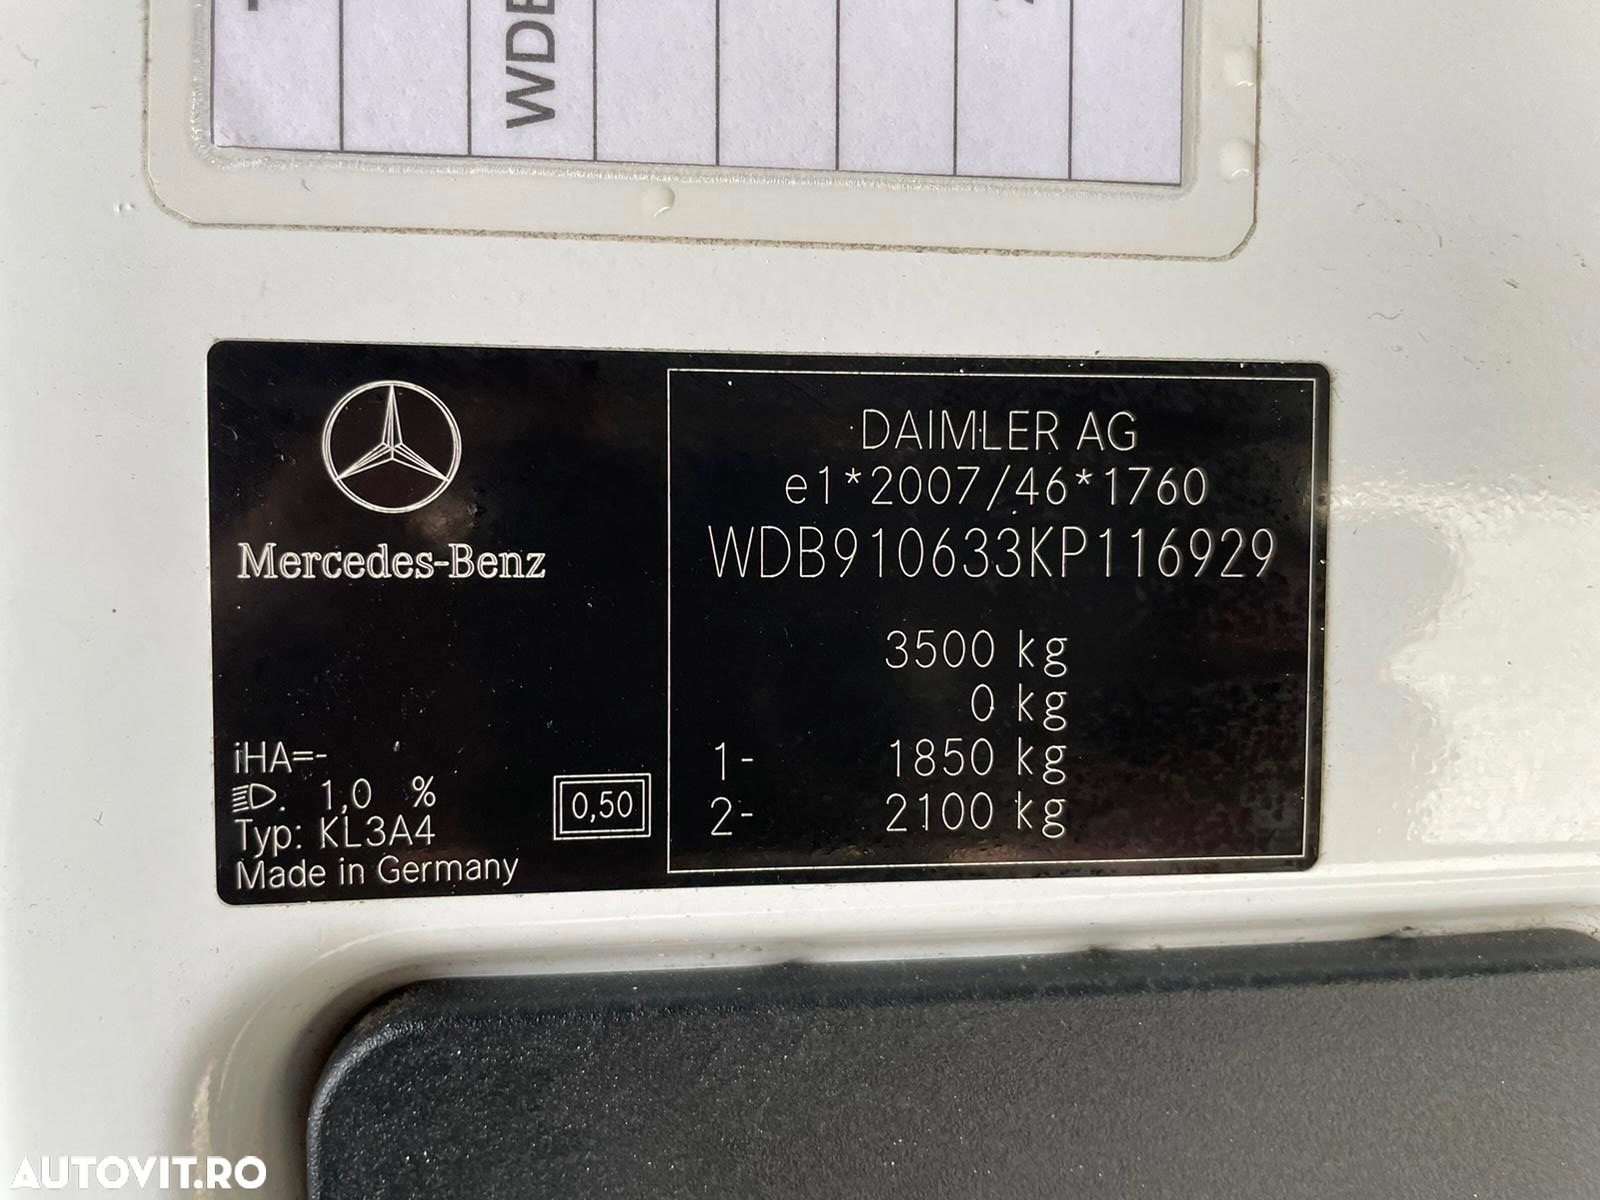 WDB
Mercedes-Benz
iHA=-
1,0 %
Typ: KL3A4
Made in Germany
0,50
DAIMLER AG
e1*2007/46*1760
WDB910633KP116929
3500 kg
0 kg
1- 1850 kg
2- 2100 kg
AUTOVIT.RO